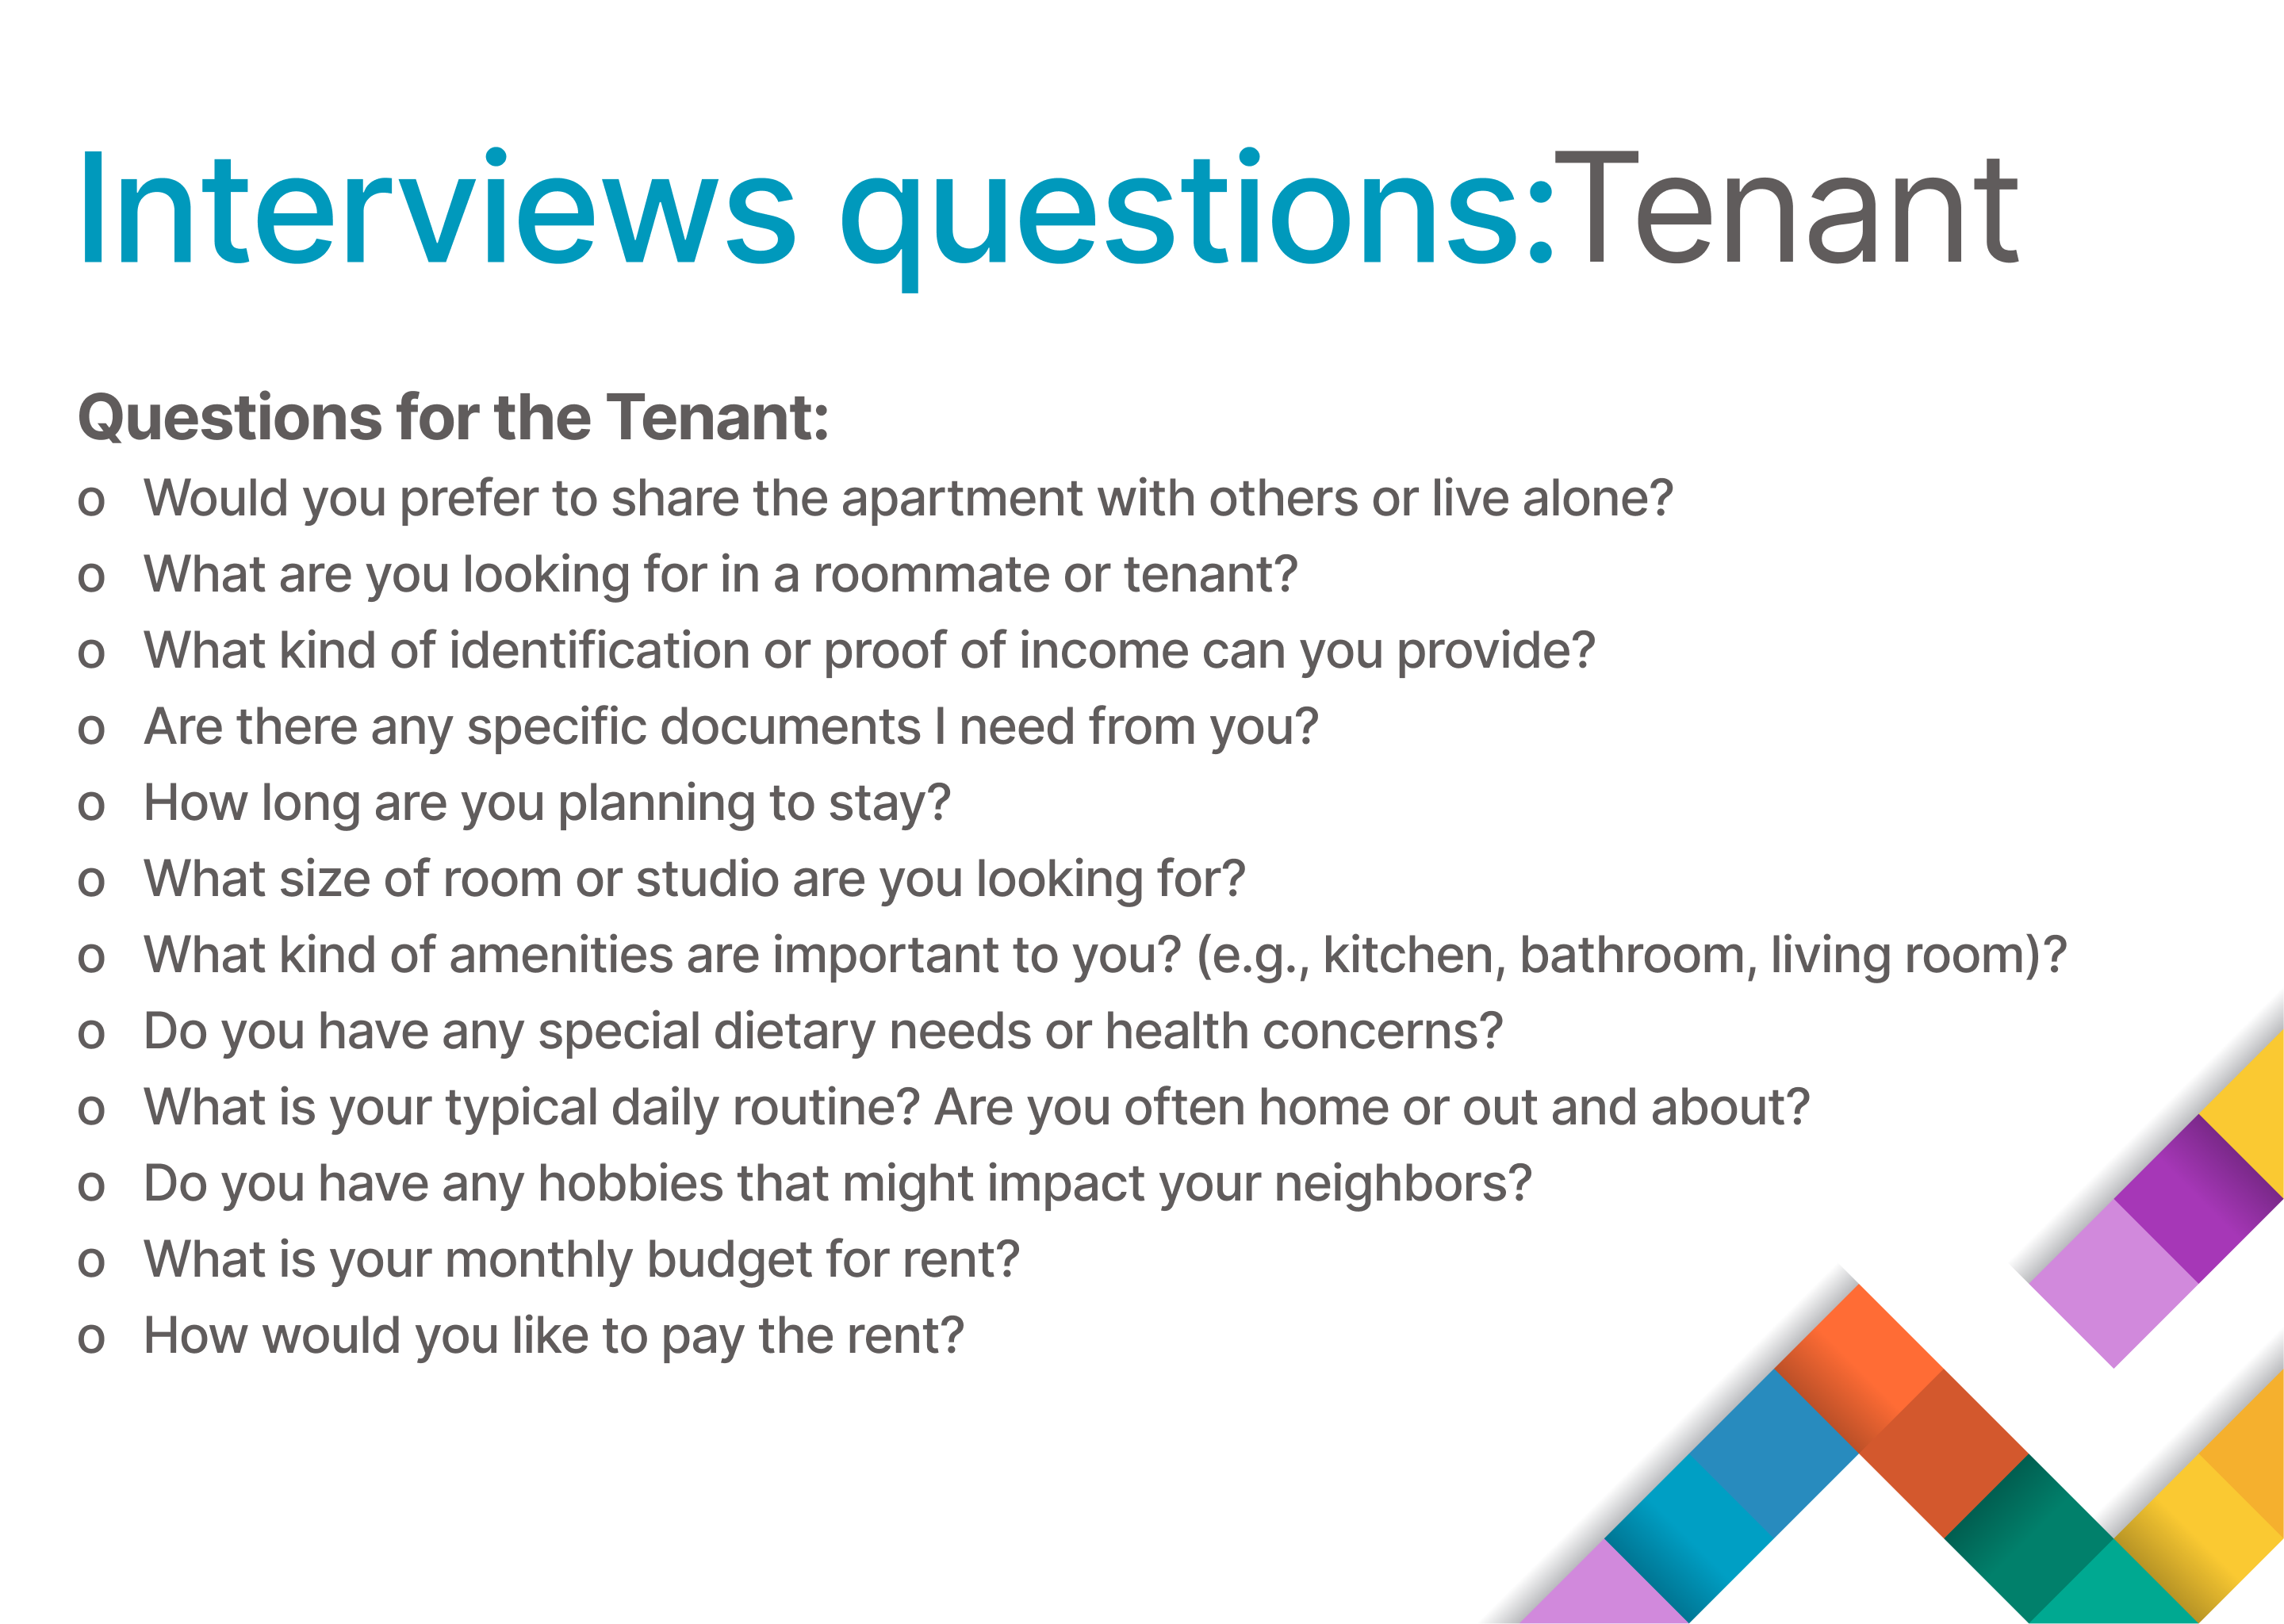 Interviews questions:Tenant
Questions for the Tenant:
o Would you prefer to share the apartment with others or live alone?
o What are you looking for in a roommate or tenant?
o What kind of identification or proof of income can you provide?
o Are there any specific documents I need from you?
o How long are you planning to stay?
o What size of room or studio are you looking for?
o What kind of amenities are important to you? (e.g., kitchen, bathroom, living room)?
o Do you have any special dietary needs or health concerns?
o What is your typical daily routine? Are you often home or out and about?
o Do you have any hobbies that might impact your neighbors?
o What is your monthly budget for rent?
o How would you like to pay the rent?